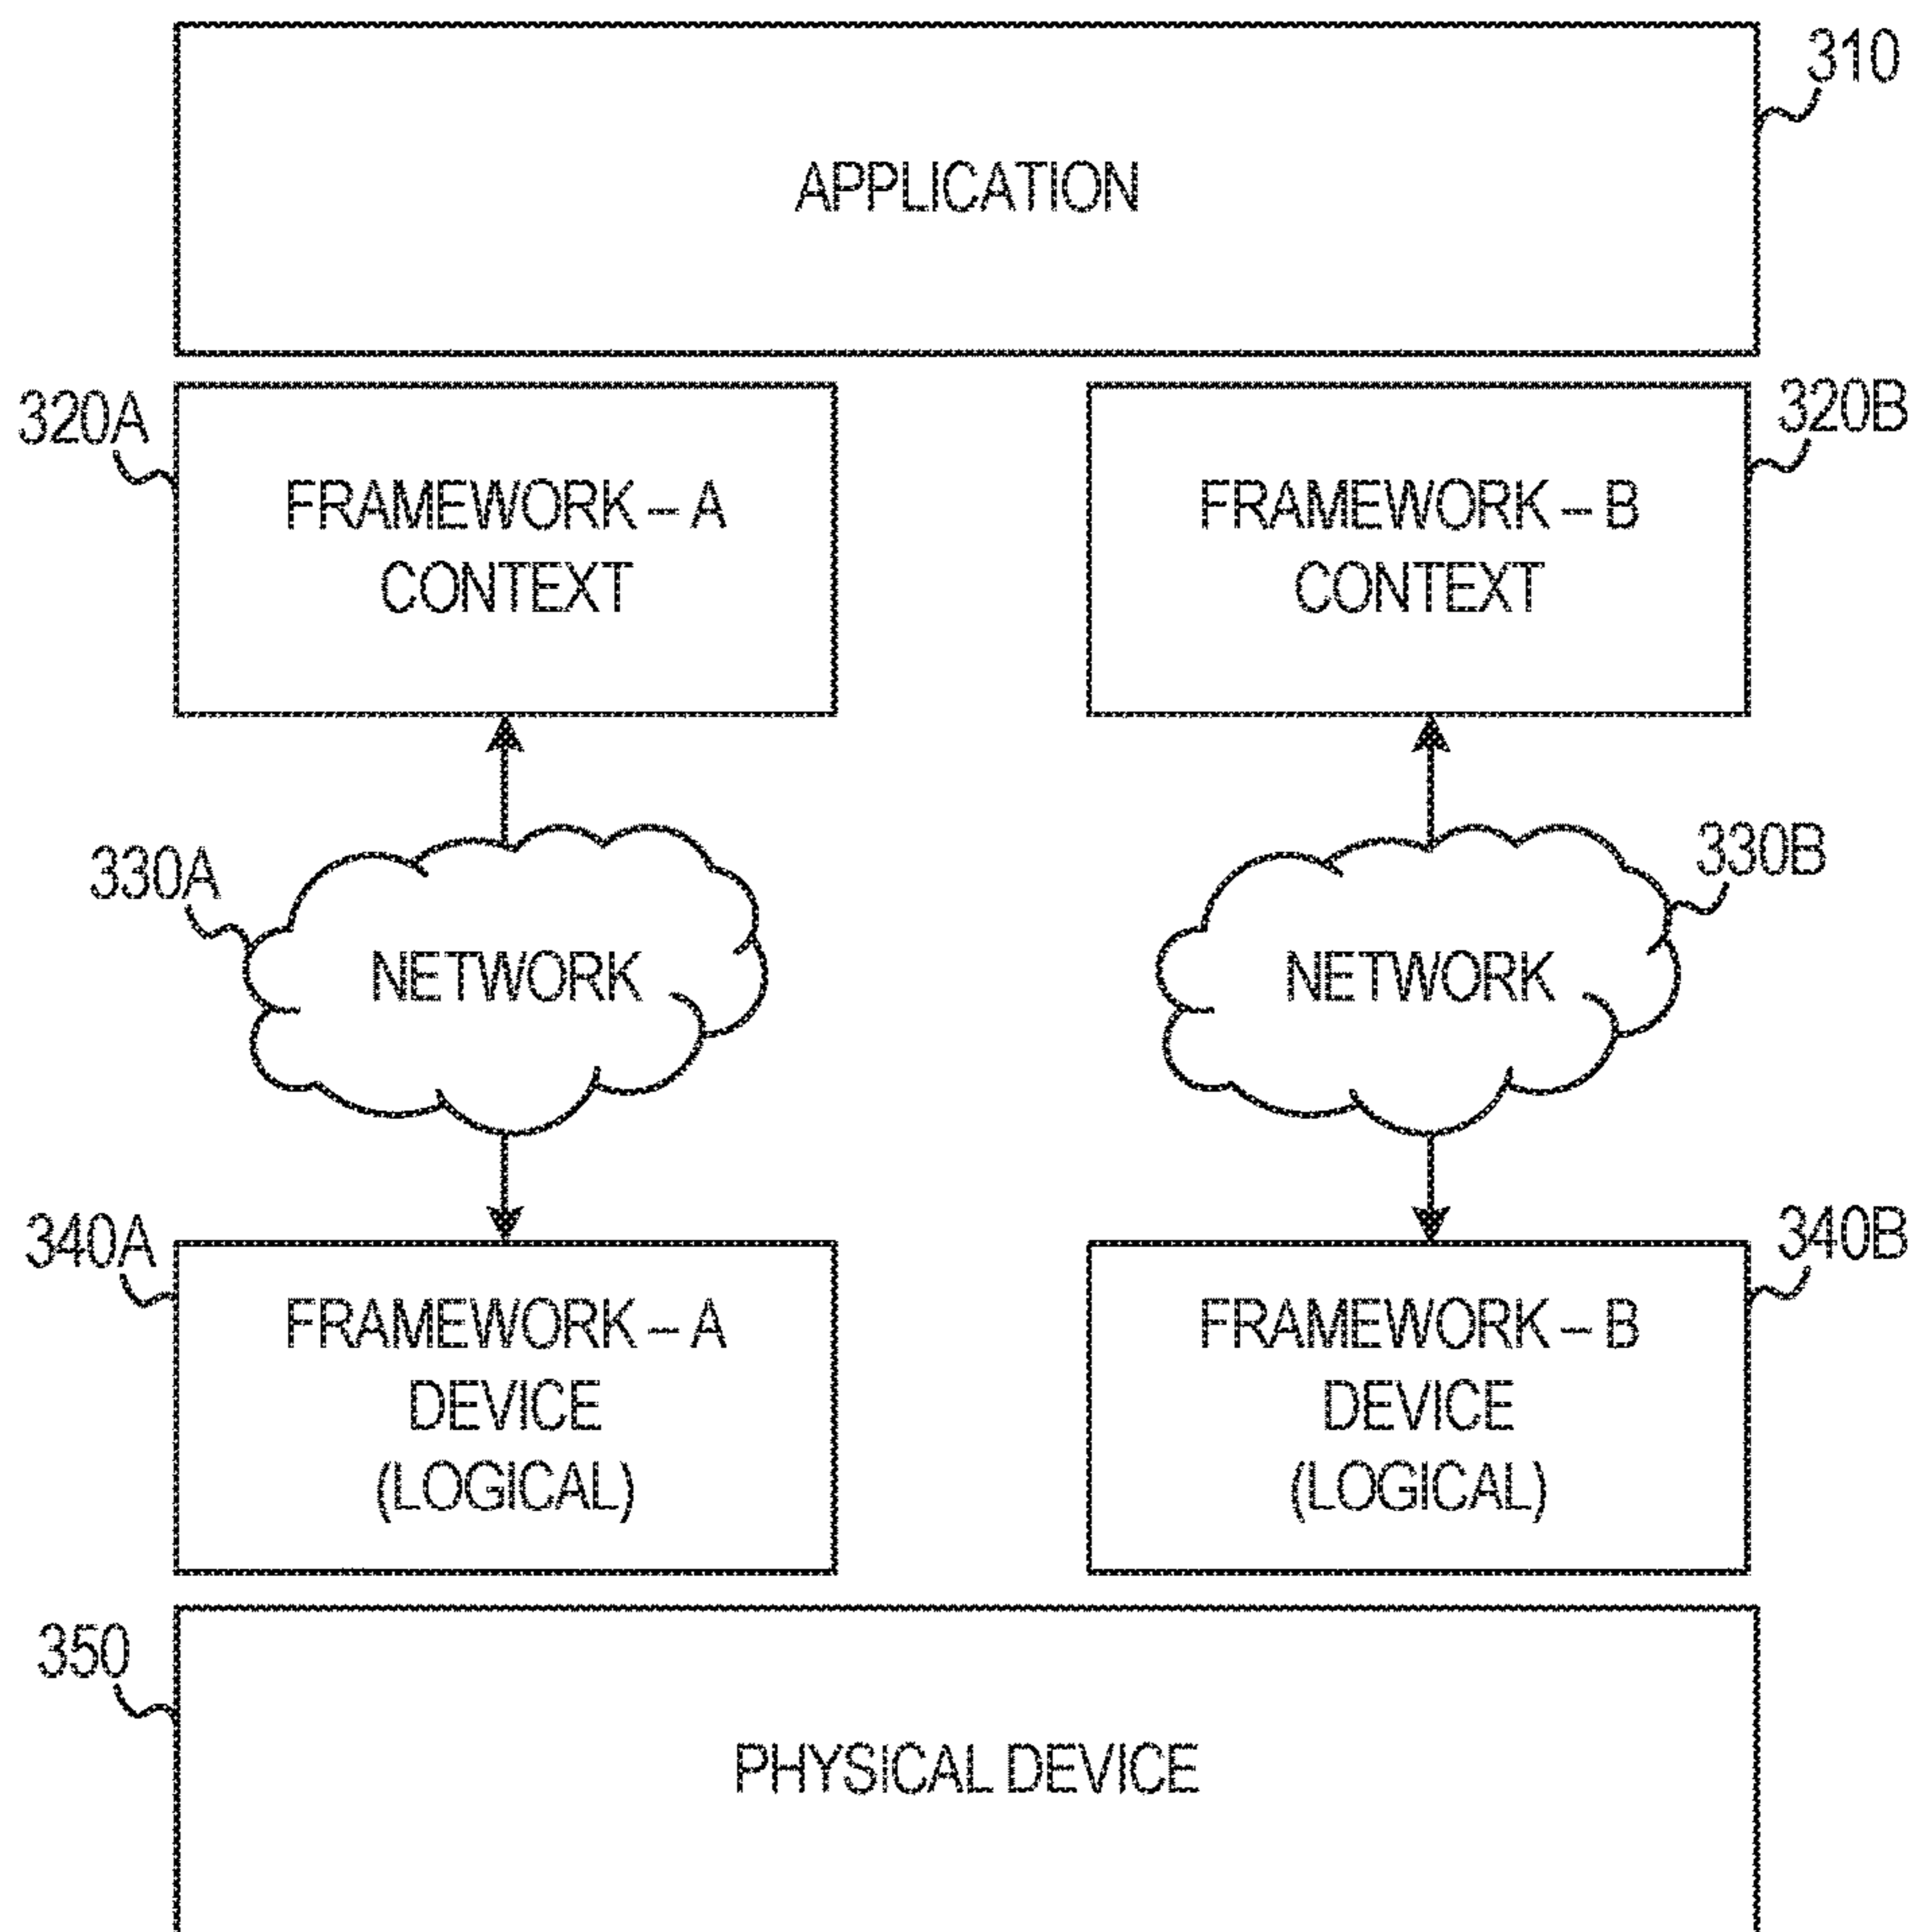 310
APPLICATION
320A
320B
FRAMEWORK – A
CONTEXT
FRAMEWORK – B
CONTEXT
330A
330B
NETWORK
NETWORK
340A
340B
FRAMEWORK – A
DEVICE
(LOGICAL)
FRAMEWORK – B
DEVICE
(LOGICAL)
350
PHYSICAL DEVICE